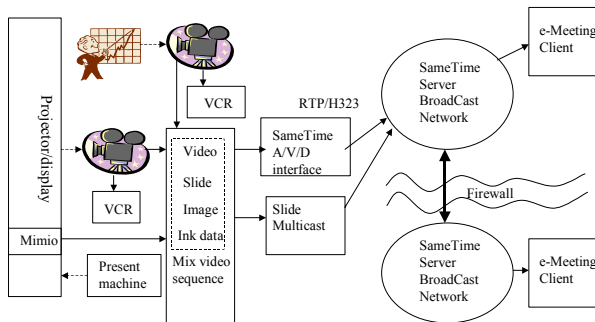 Projector/display
Mimio
VCR
VCR
Present
machine
Video
Slide
Image
Ink data
Mix video
sequence
RTP/H323
SameTime
A/V/D
interface
Slide
Multicast
SameTime
Server
BroadCast
Network
e-Meeting
Client
Firewall
SameTime
Server
BroadCast
Network
e-Meeting
Client